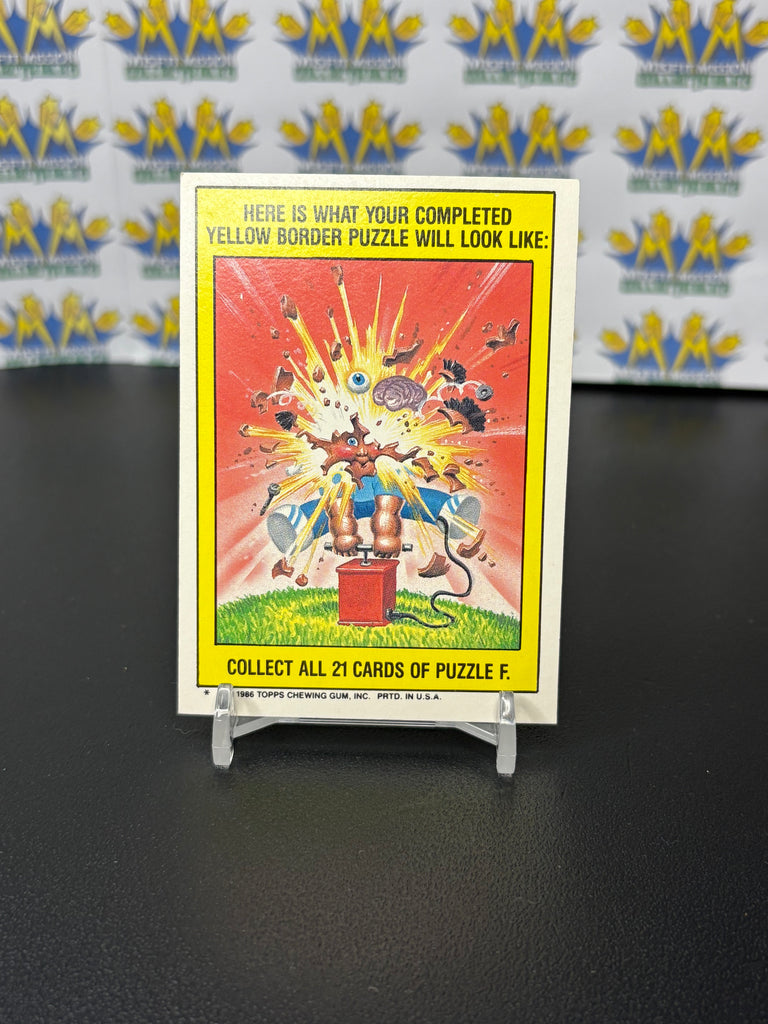 HERE IS WHAT YOUR COMPLETED
YELLOW BORDER PUZZLE WILL LOOK LIKE:
COLLECT ALL 21 CARDS OF PUZZLE F.
* 1986 TOPPS CHEWING GUM, INC. PRTD. IN U.S.A.